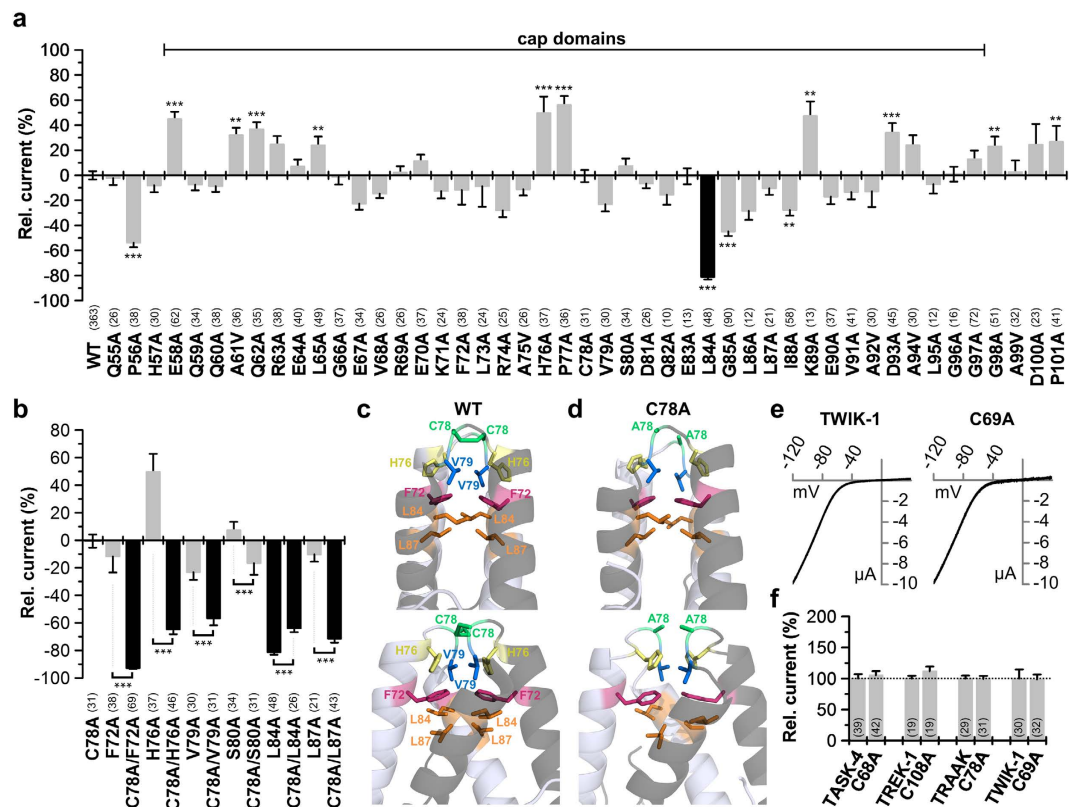 a
cap domains
Rel. current (%)
100
80
60
40
20
0
-20
-40
-60
-80
-100
*** *** ** *** ** *** *** *** *** ** ** *** ** **
WT (363)
Q55A (26)
P56A (38)
H57A (30)
E58A (62)
Q59A (34)
Q60A (38)
A61V (36)
Q62A (35)
R63A (38)
E64A (40)
L65A (49)
G66A (37)
E67A (34)
V68A (26)
R69A (26)
E70A (37)
K71A (24)
F72A (38)
L73A (24)
R74A (25)
A75V (26)
H76A (37)
P77A (36)
C78A (31)
V79A (30)
S80A (34)
D81A (26)
Q82A (10)
E83A (13)
L84A (48)
G85A (90)
L86A (12)
L87A (21)
I88A (58)
K89A (13)
E90A (37)
V91A (41)
A92V (30)
D93A (45)
A94V (30)
L95A (12)
G96A (16)
G97A (72)
G98A (51)
A99V (32)
D100A (23)
P101A (41)
b
Rel. current (%)
80
60
40
20
0
-20
-40
-60
-80
-100
*** *** *** *** *** ***
C78A (31)
F72A (38)
C78A/F72A (69)
H76A (37)
C78A/H76A (46)
V79A (30)
C78A/V79A (31)
S80A (34)
C78A/S80A (31)
L84A (48)
C78A/L84A (26)
L87A (21)
C78A/L87A (43)
c
WT
C78 C78
H76 V79 H76
V79
F72 F72
L84 L84
L87 L87
C78 C78
H76 V79 H76
V79
F72 F72
L84 L84
L87 L87
d
C78A
A78 A78
A78 A78
e
TWIK-1
-120 -80 -40
mV
-2
-4
-6
-8
µA -10
C69A
-120 -80 -40
mV
-2
-4
-6
-8
µA -10
f
Rel. current (%)
200
150
100
50
0
(39) (42) (19) (19) (29) (31) (30) (32)
TASK-4
C68A
TREK-1
C108A
TRAAK
C78A
TWIK-1
C69A